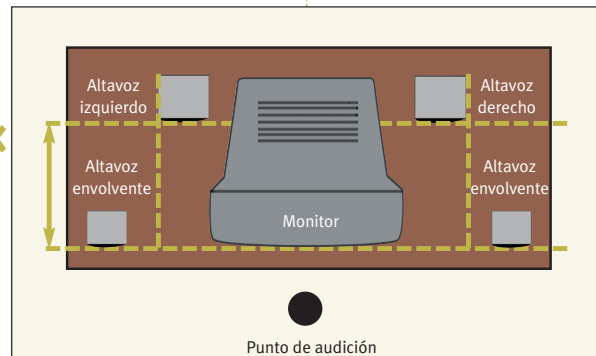 Altavoz
izquierdo
Altavoz
derecho
Altavoz
envolvente
Altavoz
envolvente
Monitor
Punto de audición